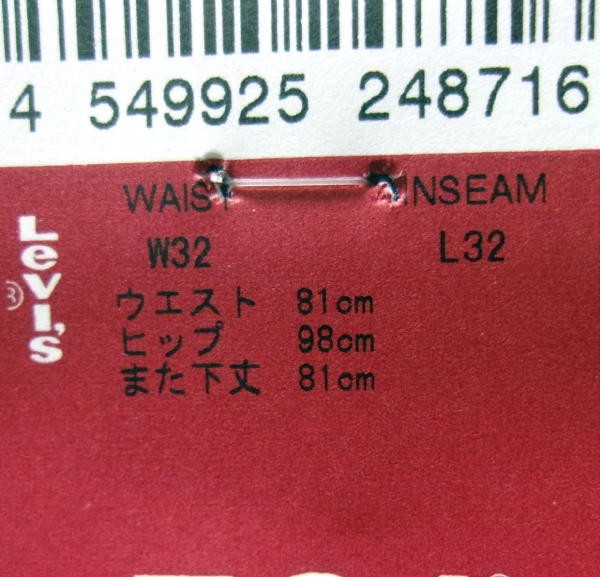 4 549925 248716
WAIST INSEAM
W32 L32
Levi's
ウエスト 81cm
ヒップ 98cm
また下丈 81cm